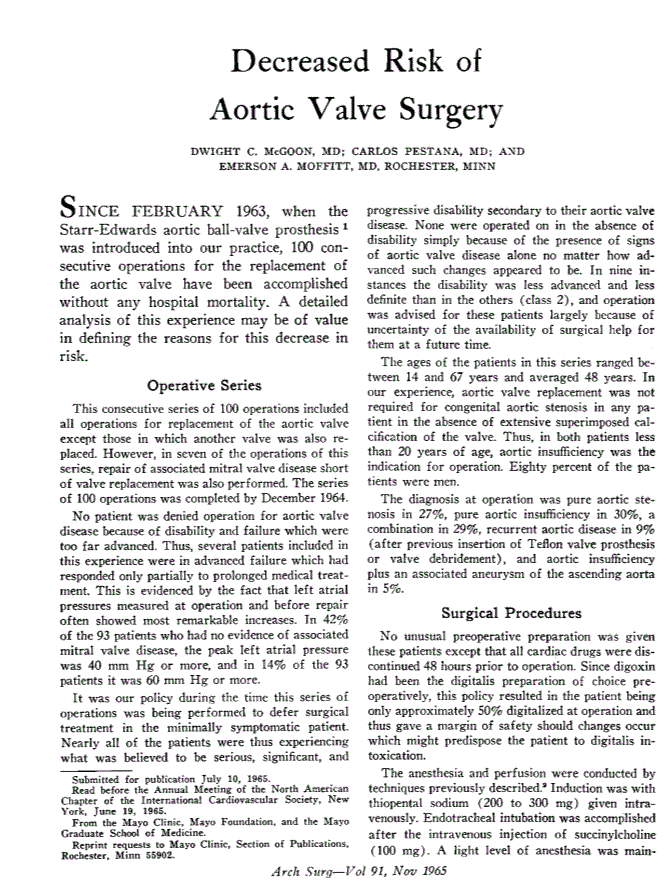 Decreased Risk of
Aortic Valve Surgery
DWIGHT C. McGOON, MD; CARLOS PESTANA, MD; AND
EMERSON A. MOFFITT, MD, ROCHESTER, MINN
SINCE FEBRUARY 1963, when the
Starr-Edwards aortic ball-valve prosthesis 1
was introduced into our practice, 100 con-
secutive operations for the replacement of
the aortic valve have been accomplished
without any hospital mortality. A detailed
analysis of this experience may be of value
in defining the reasons for this decrease in
risk.
Operative Series
This consecutive series of 100 operations included
all operations for replacement of the aortic valve
except those in which another valve was also re-
placed. However, in seven of the operations of this
series, repair of associated mitral valve disease short
of valve replacement was also performed. The series
of 100 operations was completed by December 1964.
No patient was denied operation for aortic valve
disease because of disability and failure which were
too far advanced. Thus, several patients included in
this experience were in advanced failure which had
responded only partially to prolonged medical treat-
ment. This is evidenced by the fact that left atrial
pressures measured at operation and before repair
often showed most remarkable increases. In 42%
of the 93 patients who had no evidence of associated
mitral valve disease, the peak left atrial pressure
was 40 mm Hg or more, and in 14% of the 93
patients it was 60 mm Hg or more.
It was our policy during the time this series of
operations was being performed to defer surgical
treatment in the minimally symptomatic patient.
Nearly all of the patients were thus experiencing
what was believed to be serious, significant, and
Submitted for publication July 10, 1965.
Read before the Annual Meeting of the North American
Chapter of the International Cardiovascular Society, New
York, June 19, 1965.
From the Mayo Clinic, Mayo Foundation, and the Mayo
Graduate School of Medicine.
Reprint requests to Mayo Clinic, Section of Publications,
Rochester, Minn 55902.
progressive disability secondary to their aortic valve
disease. None were operated on in the absence of
disability simply because of the presence of signs
of aortic valve disease alone no matter how ad-
vanced such changes appeared to be. In nine in-
stances the disability was less advanced and less
definite than in the others (class 2), and operation
was advised for these patients largely because of
uncertainty of the availability of surgical help for
them at a future time.
The ages of the patients in this series ranged be-
tween 14 and 67 years and averaged 48 years. In
our experience, aortic valve replacement was not
required for congenital aortic stenosis in any pa-
tient in the absence of extensive superimposed cal-
cification of the valve. Thus, in both patients less
than 20 years of age, aortic insufficiency was the
indication for operation. Eighty percent of the pa-
tients were men.
The diagnosis at operation was pure aortic ste-
nosis in 27%, pure aortic insufficiency in 30%, a
combination in 29%, recurrent aortic disease in 9%
(after previous insertion of Teflon valve prosthesis
or valve debridement), and aortic insufficiency
plus an associated aneurysm of the ascending aorta
in 5%.
Surgical Procedures
No unusual preoperative preparation was given
these patients except that all cardiac drugs were dis-
continued 48 hours prior to operation. Since digoxin
had been the digitalis preparation of choice pre-
operatively, this policy resulted in the patient being
only approximately 50% digitalized at operation and
thus gave a margin of safety should changes occur
which might predispose the patient to digitalis in-
toxication.
The anesthesia and perfusion were conducted by
techniques previously described.2 Induction was with
thiopental sodium (200 to 300 mg) given intra-
venously. Endotracheal intubation was accomplished
after the intravenous injection of succinylcholine
(100 mg). A light level of anesthesia was main-
Arch Surg—Vol 91, Nov 1965